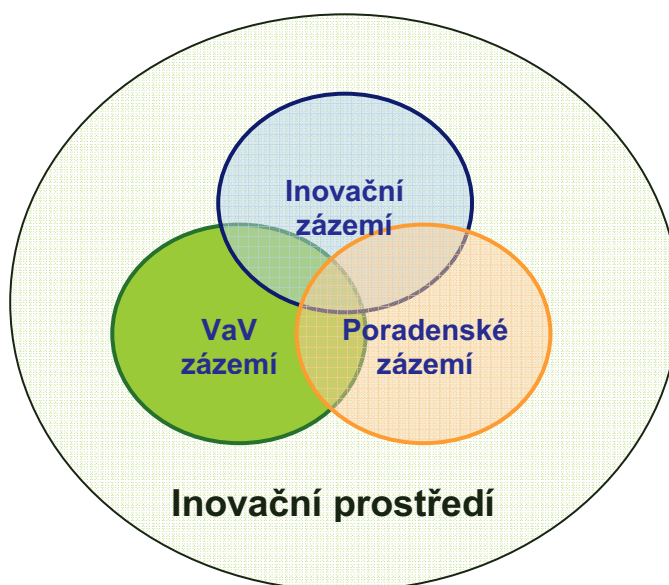 Inovační
zázemí
VaV
zázemí
Poradenské
zázemí
Inovační prostředí